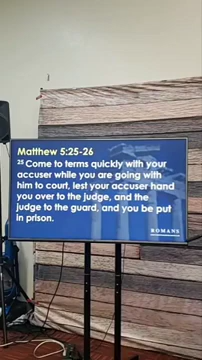 Matthew 5:25-26
25 Come to terms quickly with your
accuser while you are going with
him to court, lest your accuser hand
you over to the judge, and the
judge to the guard, and you be put
in prison.
ROMANS